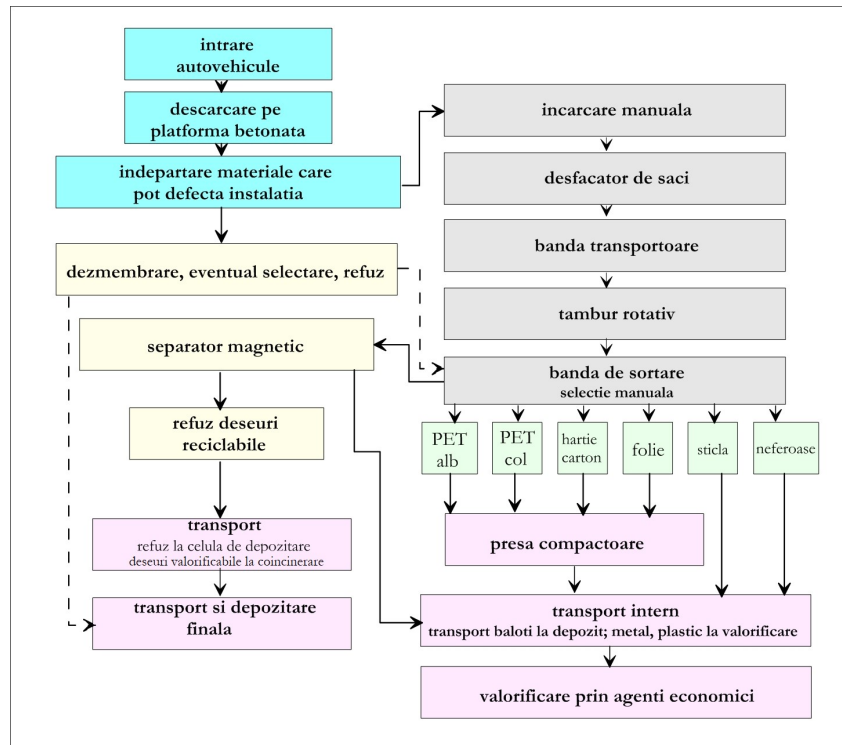 intrare
autovehicule
descarcare pe
platforma betonata
indepartare materiale care
pot defecta instalatia
dezmembrare, eventual selectare, refuz
separator magnetic
refuz deseuri
reciclabile
transport
refuz la celula de depozitare
deseuri valorificabile la coincinerare
transport si depozitare
finala
incarcare manuala
desfacator de saci
banda transportoare
tambur rotativ
banda de sortare
selectie manuala
PET
alb
PET
col
hartie
carton
folie
sticla
neferoase
presa compactoare
transport intern
transport baloti la depozit; metal, plastic la valorificare
valorificare prin agenti economici